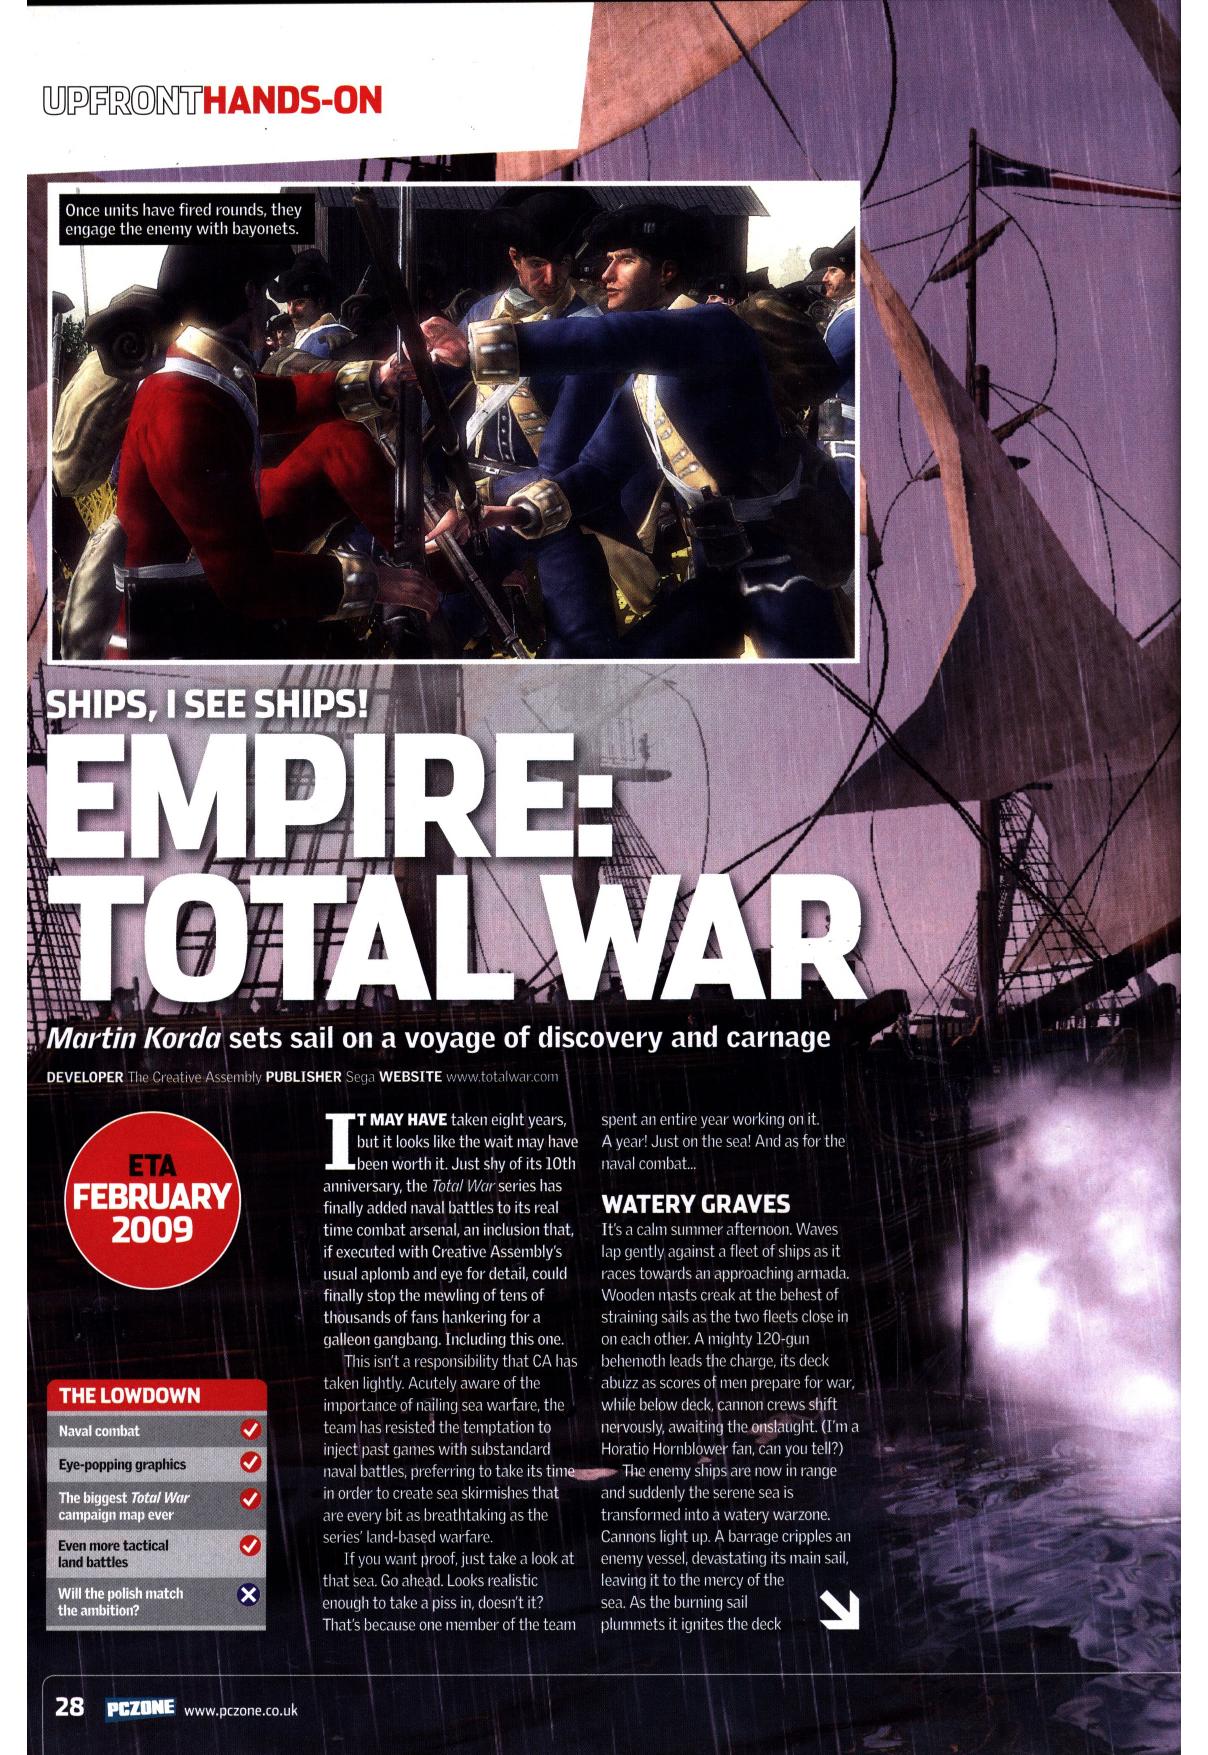 UPFRONTHANDS-ON
Once units have fired rounds, they
engage the enemy with bayonets.
SHIPS, I SEE SHIPS!
EMPIRE:
TOTAL WAR
Martin Korda sets sail on a voyage of discovery and carnage
DEVELOPER The Creative Assembly PUBLISHER Sega WEBSITE www.totalwar.com
ETA
FEBRUARY
2009
THE LOWDOWN
Naval combat
Eye-popping graphics
The biggest Total War
campaign map ever
Even more tactical
land battles
Will the polish match
the ambition?
IT MAY HAVE taken eight years,
but it looks like the wait may have
been worth it. Just shy of its 10th
anniversary, the Total War series has
finally added naval battles to its real
time combat arsenal, an inclusion that,
if executed with Creative Assembly's
usual aplomb and eye for detail, could
finally stop the mewling of tens of
thousands of fans hankering for a
galleon gangbang. Including this one.
This isn't a responsibility that CA has
taken lightly. Acutely aware of the
importance of nailing sea warfare, the
team has resisted the temptation to
inject past games with substandard
naval battles, preferring to take its time
in order to create sea skirmishes that
are every bit as breathtaking as the
series' land-based warfare.
If you want proof, just take a look at
that sea. Go ahead. Looks realistic
enough to take a piss in, doesn't it?
That's because one member of the team
spent an entire year working on it.
A year! Just on the sea! And as for the
naval combat...
WATERY GRAVES
It's a calm summer afternoon. Waves
lap gently against a fleet of ships as it
races towards an approaching armada.
Wooden masts creak at the behest of
straining sails as the two fleets close in
on each other. A mighty 120-gun
behemoth leads the charge, its deck
abuzz as scores of men prepare for war,
while below deck, cannon crews shift
nervously, awaiting the onslaught. (I'm a
Horatio Hornblower fan, can you tell?)
The enemy ships are now in range
and suddenly the serene sea is
transformed into a watery warzone.
Cannons light up. A barrage cripples an
enemy vessel, devastating its main sail,
leaving it to the mercy of the
sea. As the burning sail
plummets it ignites the deck
28 PCZONE www.pczone.co.uk